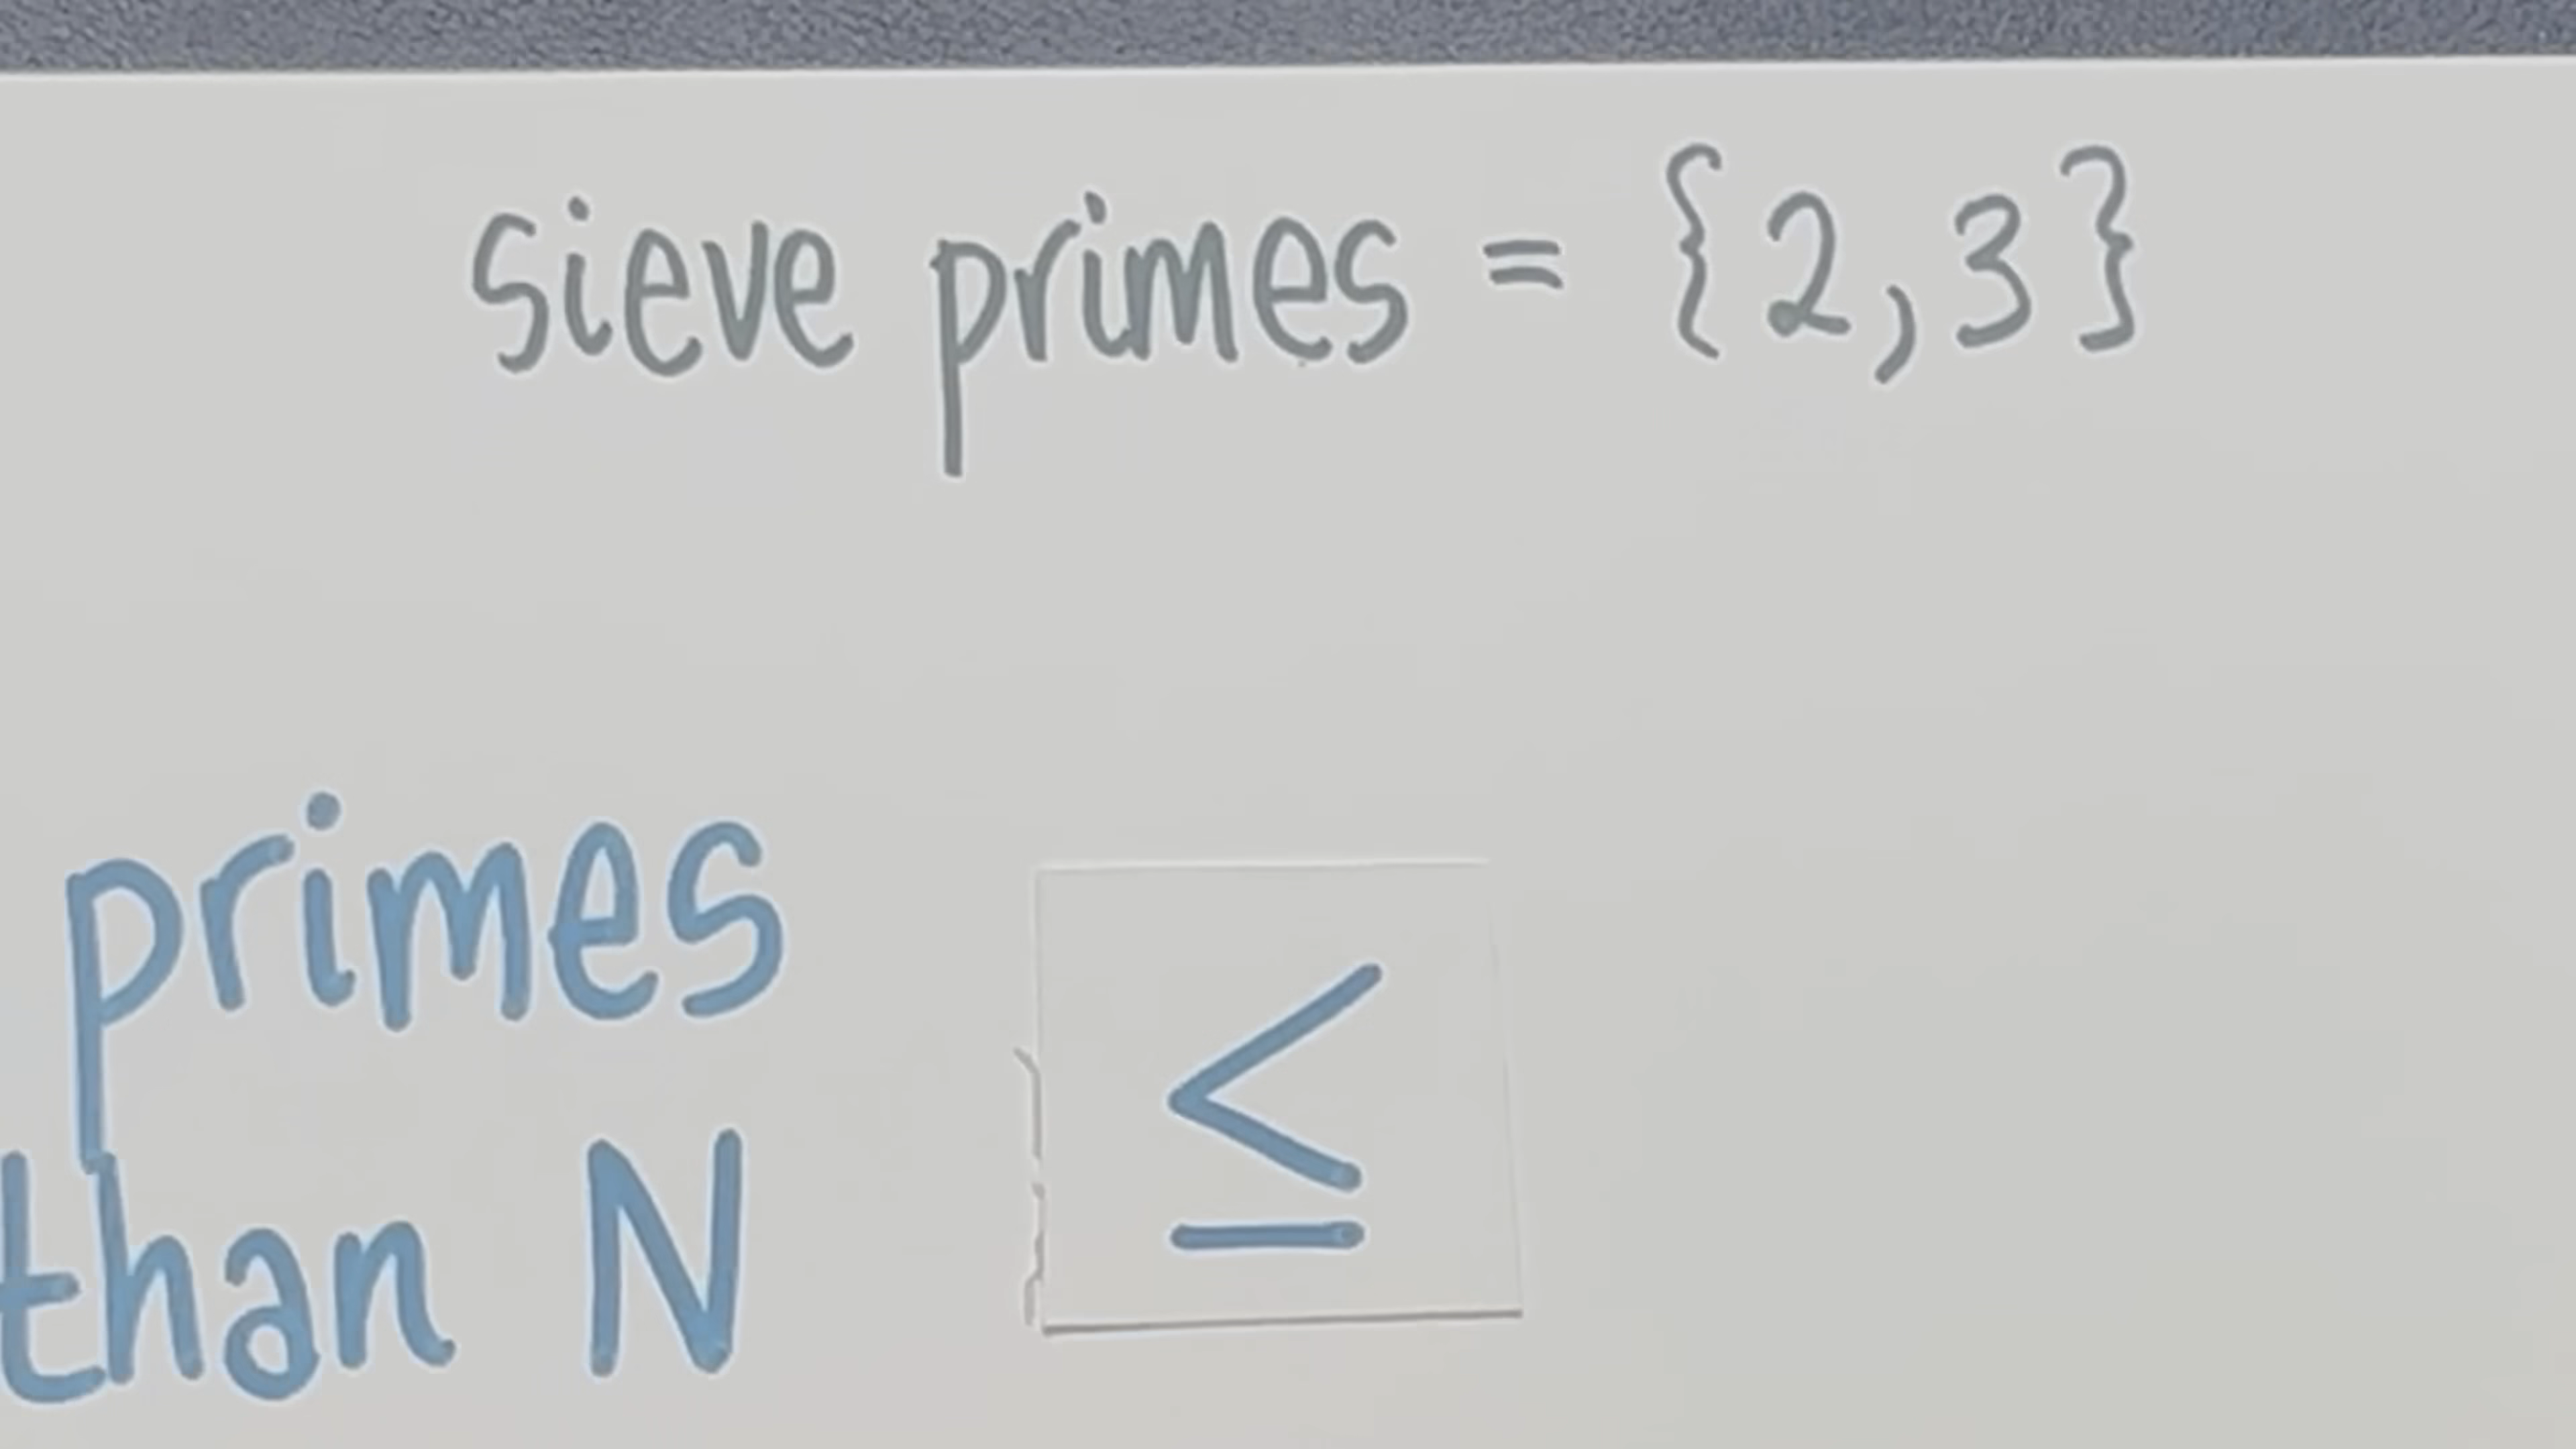 sieve primes = {2,3}
primes
than N
≤